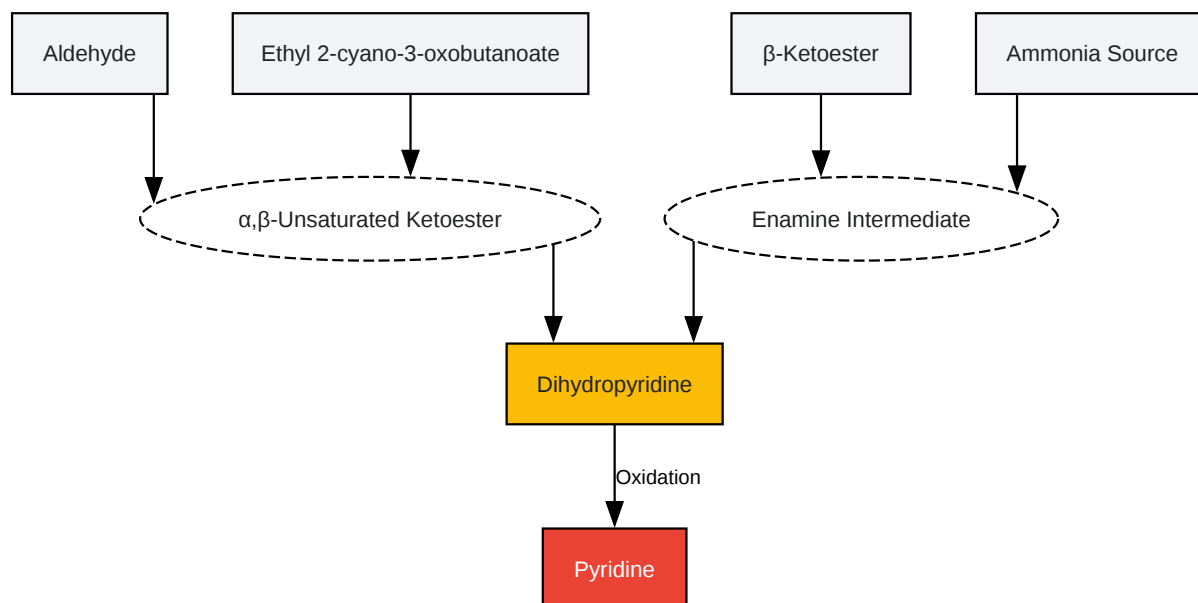 Aldehyde
Ethyl 2-cyano-3-oxobutanoate
β-Ketoester
Ammonia Source
α,β-Unsaturated Ketoester
Enamine Intermediate
Dihydropyridine
Oxidation
Pyridine